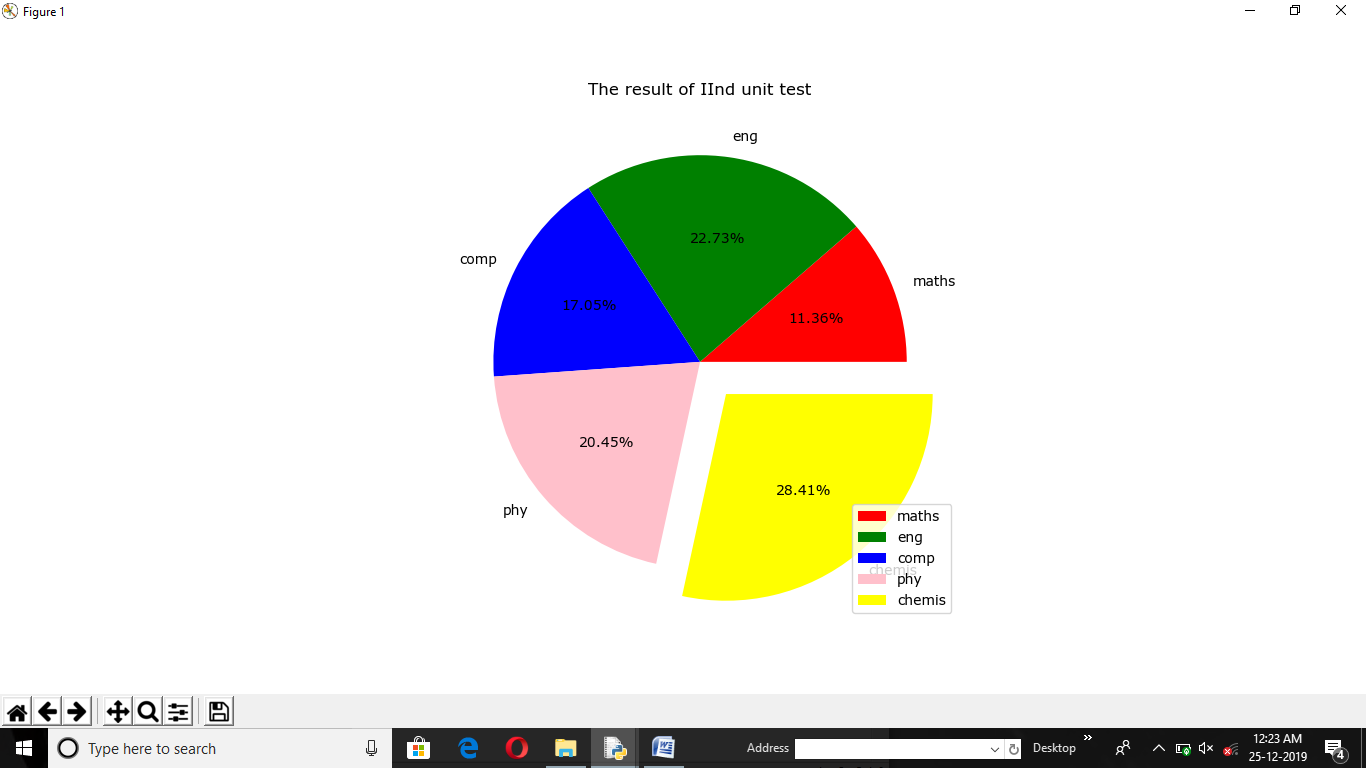 Figure 1
The result of IInd unit test
eng
22.73%
comp
maths
17.05%
11.36%
20.45%
28.41%
phy
maths
eng
comp
chemis
phy
chemis
Type here to search
Address
Desktop
»
12:23 AM
25-12-2019
4